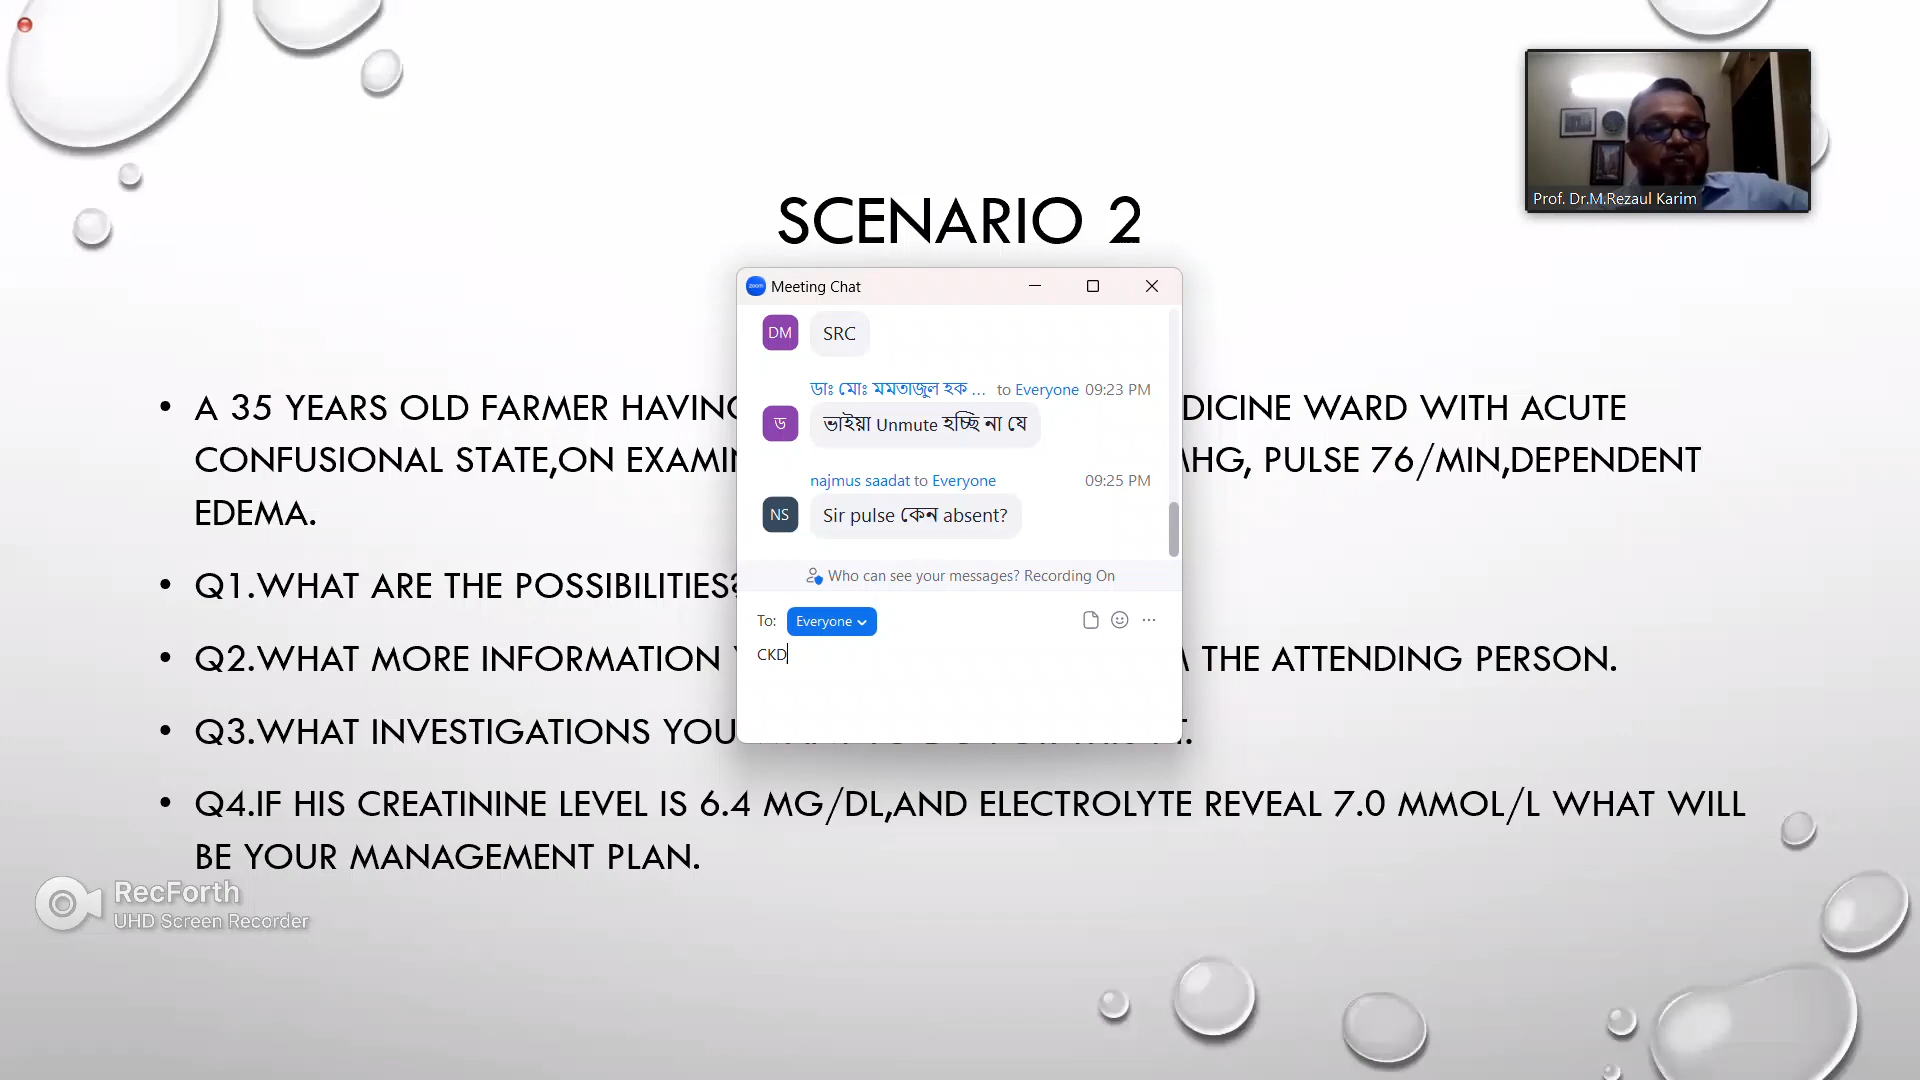 SCENARIO 2
Prof. Dr.M.Rezaul Karim
A 35 YEARS OLD FARMER HAVING
DICINE WARD WITH ACUTE
CONFUSIONAL STATE,ON
MHG, PULSE 76/MIN,DEPENDENT
EDEMA.
Q1.WHAT ARE THE POSSIBILITIES?
Q2.WHAT MORE INFORMATION
THE ATTENDING PERSON.
Q3.WHAT INVESTIGATIONS YOU
Q4.IF HIS CREATININE LEVEL IS 6.4 MG/DL,AND ELECTROLYTE REVEAL 7.0 MMOL/L WHAT WILL
BE YOUR MANAGEMENT PLAN.
zoom Meeting Chat
DM SRC
ডাঃ মোঃ মমতাজুল হক ... to Everyone 09:23 PM
ড ভাইয়া Unmute হচ্ছি না যে
najmus saadat to Everyone 09:25 PM
NS Sir pulse কেন absent?
Who can see your messages? Recording On
To: Everyone
CKD
RecForth
UHD Screen Recorder